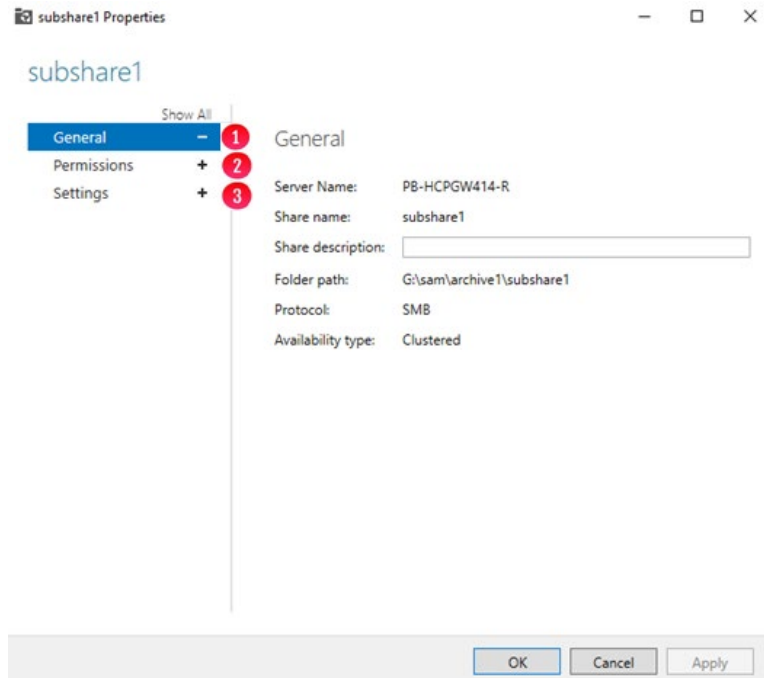 subshare1 Properties
subshare1
Show All
General − 1
Permissions + 2
Settings + 3
General
Server Name: PB-HCPGW414-R
Share name: subshare1
Share description:
Folder path: G:\sam\archive1\subshare1
Protocol: SMB
Availability type: Clustered
OK Cancel Apply